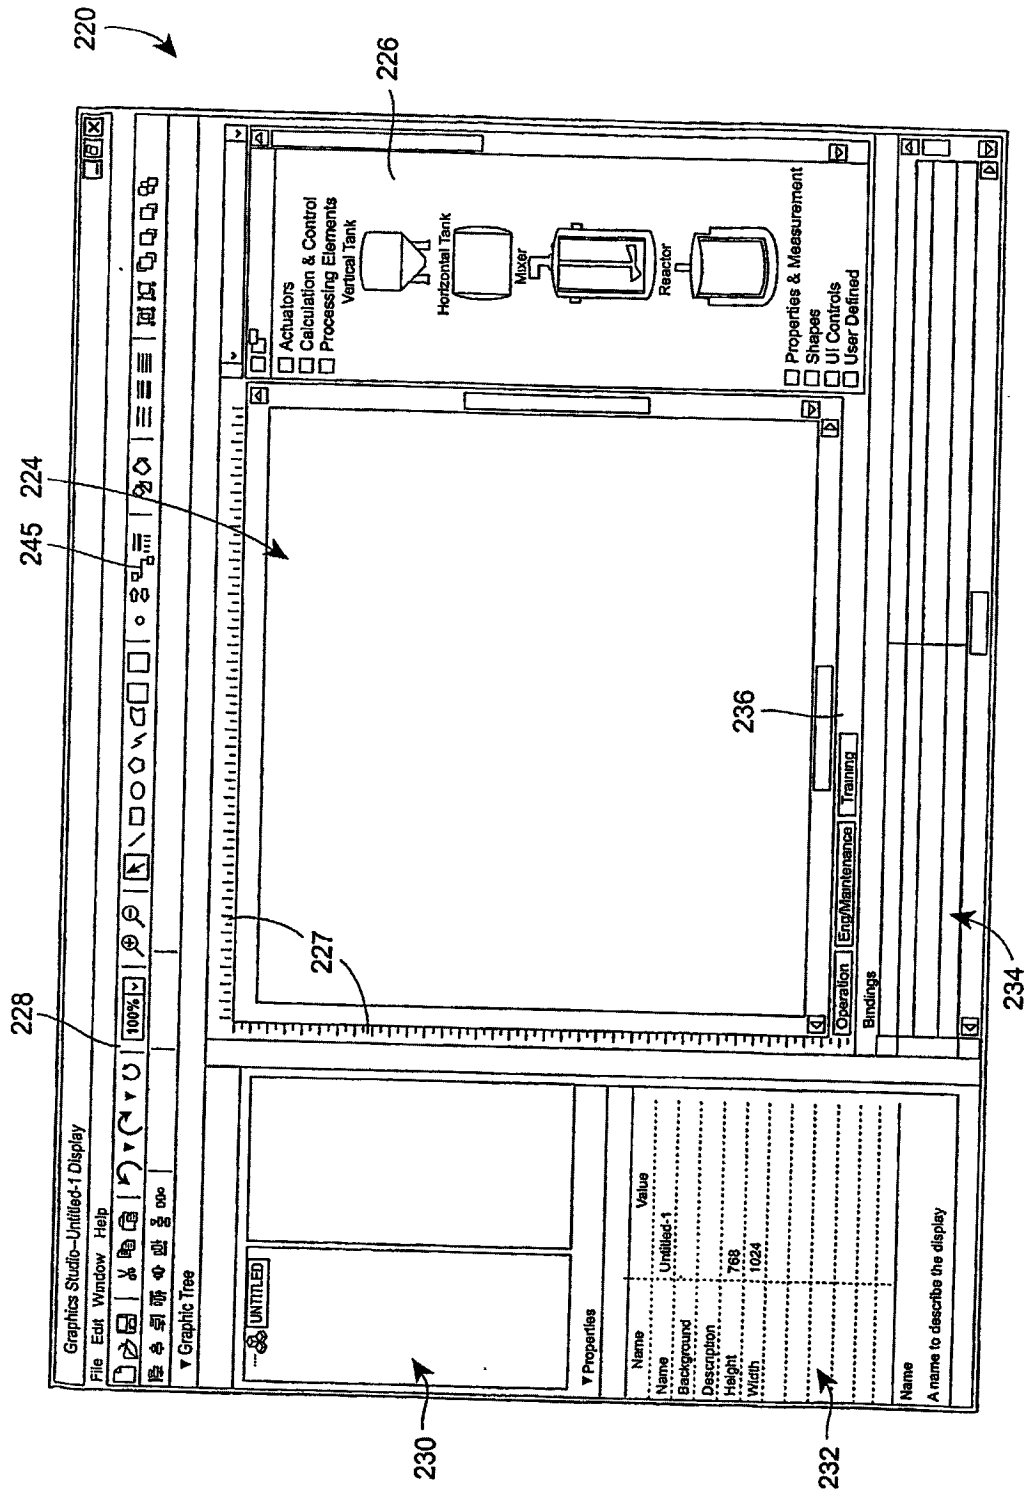 220
Graphics Studio–Untitled-1 Display
File Edit Window Help
228
100%
245
224
226
▼ Graphic Tree
UNTITLED
230
227
Actuators
Calculation & Control
Processing Elements
Vertical Tank
Horizontal Tank
Mixer
Reactor
Properties & Measurement
Shapes
UI Controls
User Defined
▼ Properties
Name Value
Name Untitled-1
Background
Description
Height 768
Width 1024
232
Name
A name to describe the display
236
Operation Eng/Maintenance Training
Bindings
234